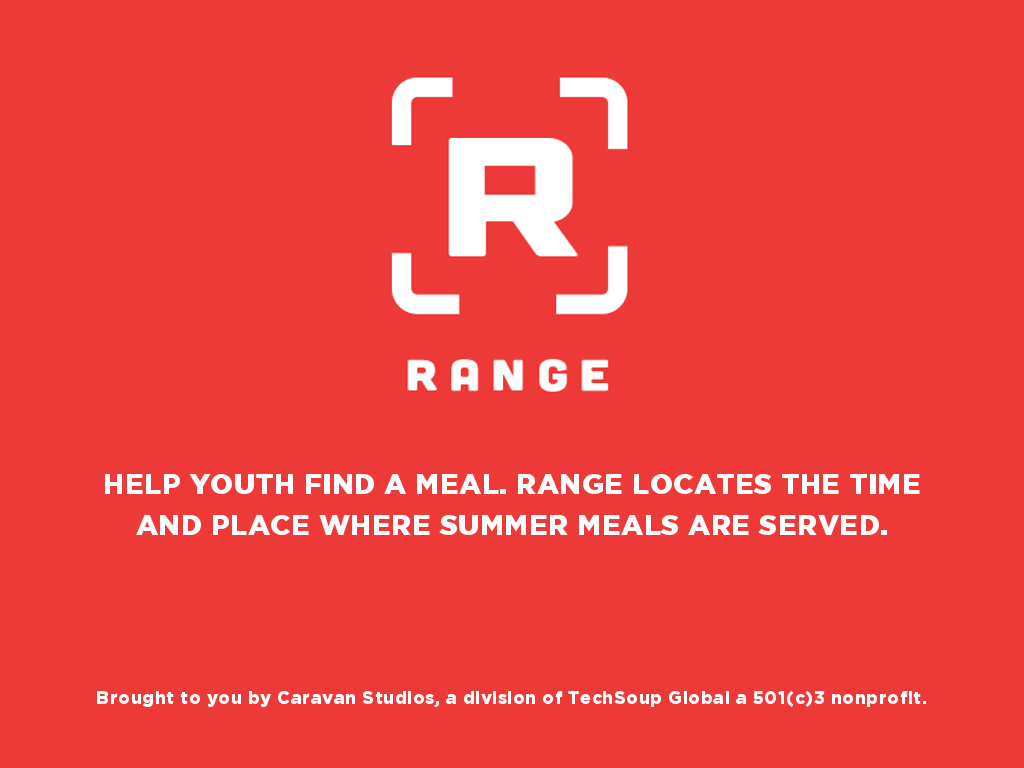 R
RANGE
HELP YOUTH FIND A MEAL. RANGE LOCATES THE TIME
AND PLACE WHERE SUMMER MEALS ARE SERVED.
Brought to you by Caravan Studios, a division of TechSoup Global a 501(c)3 nonprofit.